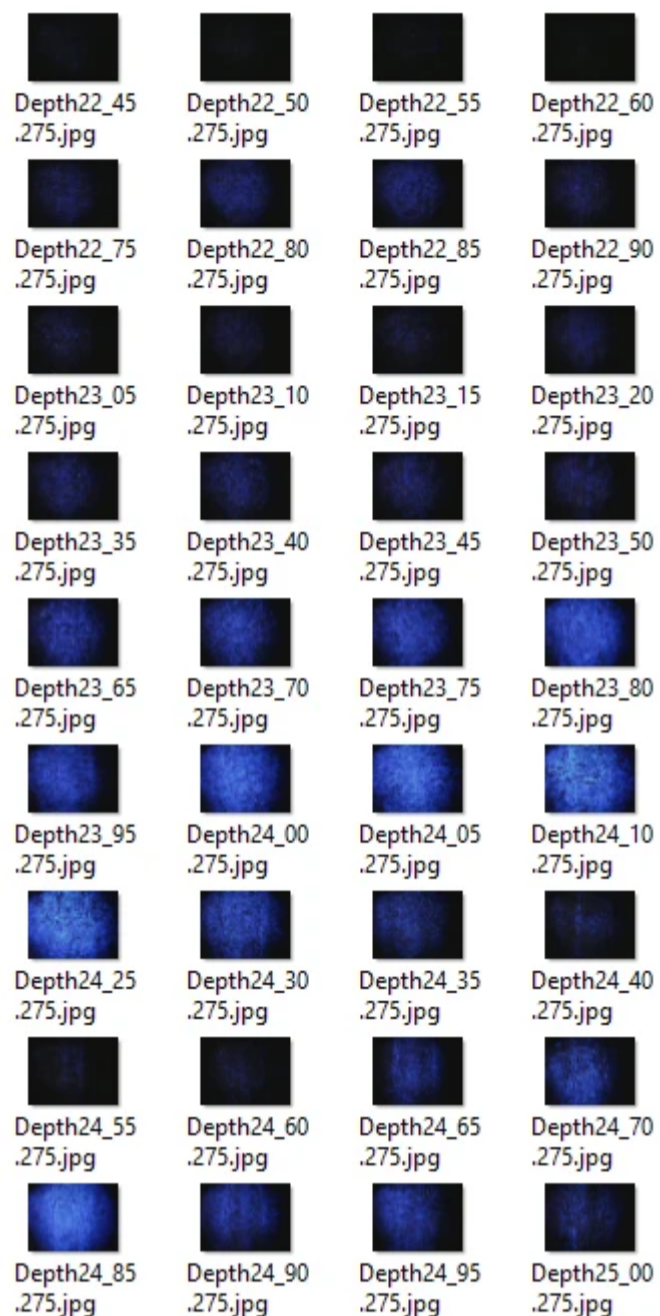 Depth22_45 Depth22_50 Depth22_55 Depth22_60
.275.jpg .275.jpg .275.jpg .275.jpg
Depth22_75 Depth22_80 Depth22_85 Depth22_90
.275.jpg .275.jpg .275.jpg .275.jpg
Depth23_05 Depth23_10 Depth23_15 Depth23_20
.275.jpg .275.jpg .275.jpg .275.jpg
Depth23_35 Depth23_40 Depth23_45 Depth23_50
.275.jpg .275.jpg .275.jpg .275.jpg
Depth23_65 Depth23_70 Depth23_75 Depth23_80
.275.jpg .275.jpg .275.jpg .275.jpg
Depth23_95 Depth24_00 Depth24_05 Depth24_10
.275.jpg .275.jpg .275.jpg .275.jpg
Depth24_25 Depth24_30 Depth24_35 Depth24_40
.275.jpg .275.jpg .275.jpg .275.jpg
Depth24_55 Depth24_60 Depth24_65 Depth24_70
.275.jpg .275.jpg .275.jpg .275.jpg
Depth24_85 Depth24_90 Depth24_95 Depth25_00
.275.jpg .275.jpg .275.jpg .275.jpg